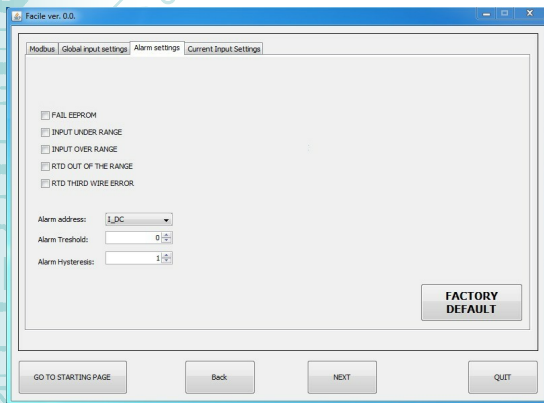 Facile ver. 0.0.
Modbus Global input settings Alarm settings Current Input Settings
FAIL EEPROM
INPUT UNDER RANGE
INPUT OVER RANGE
RTD OUT OF THE RANGE
RTD THIRD WIRE ERROR
Alarm address: I_DC
Alarm Treshold: 0
Alarm Hysteresis: 1
FACTORY
DEFAULT
GO TO STARTING PAGE Back NEXT QUIT